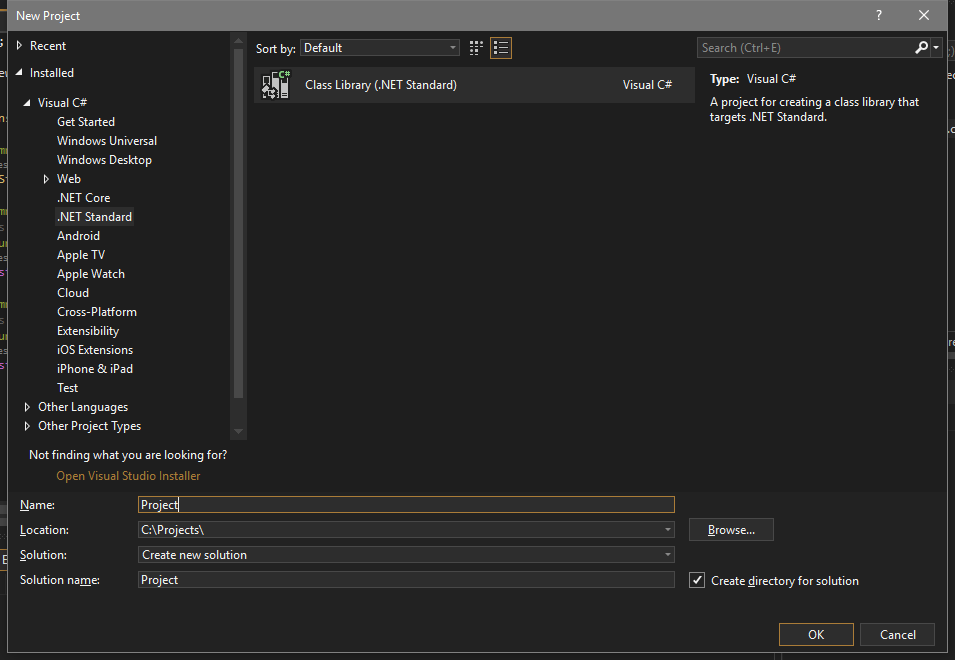 New Project
?
Recent
Installed
Visual C#
Get Started
Windows Universal
Windows Desktop
Web
.NET Core
.NET Standard
Android
Apple TV
Apple Watch
Cloud
Cross-Platform
Extensibility
iOS Extensions
iPhone & iPad
Test
Other Languages
Other Project Types
Not finding what you are looking for?
Open Visual Studio Installer
Sort by: Default
C# Class Library (.NET Standard) Visual C#
Search (Ctrl+E)
Type: Visual C#
A project for creating a class library that
targets .NET Standard.
Name: Project
Location: C:\Projects\ Browse...
Solution: Create new solution
Solution name: Project Create directory for solution
OK Cancel